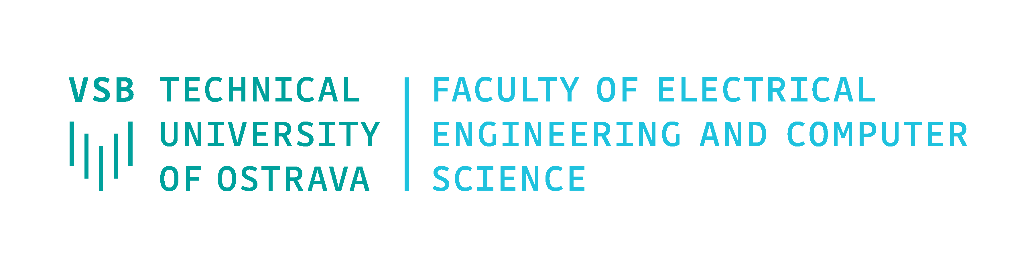 VSB TECHNICAL
UNIVERSITY
OF OSTRAVA
FACULTY OF ELECTRICAL
ENGINEERING AND COMPUTER
SCIENCE